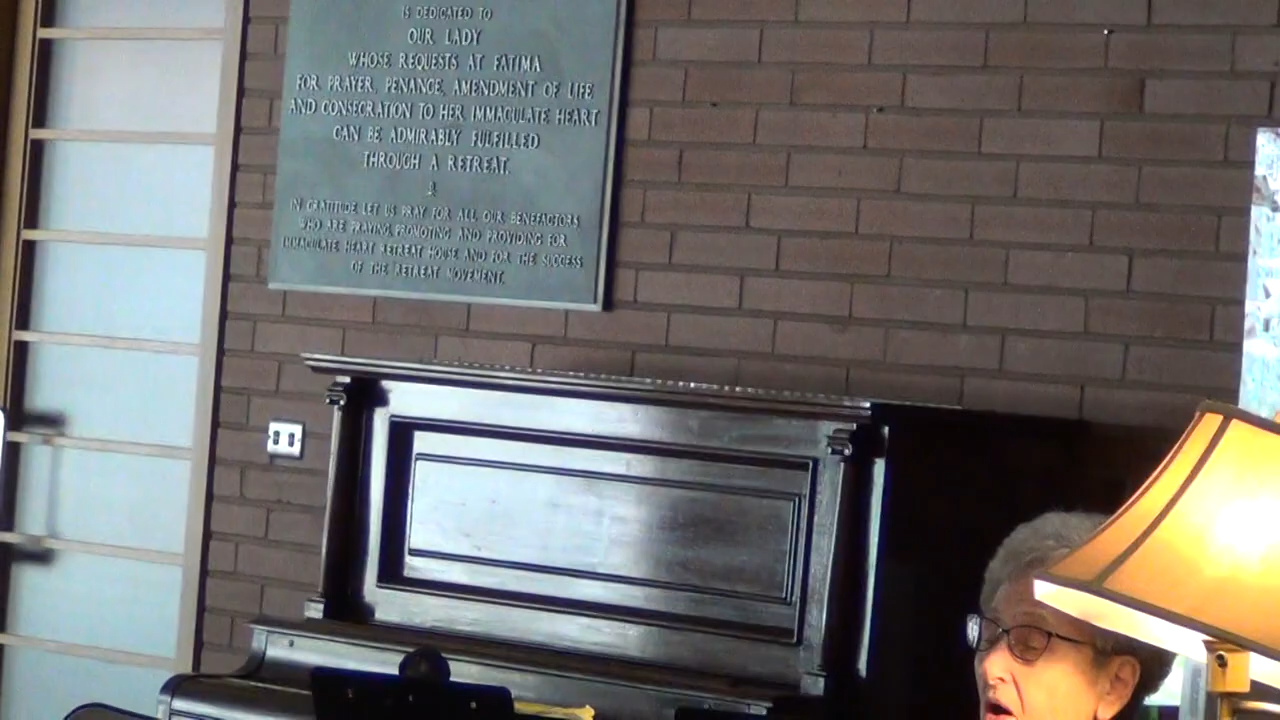 IS DEDICATED TO
OUR LADY
WHOSE REQUESTS AT FATIMA
FOR PRAYER, PENANCE, AMENDMENT OF LIFE
AND CONSECRATION TO HER IMMACULATE HEART
CAN BE ADMIRABLY FULFILLED
THROUGH A RETREAT.
IN GRATITUDE LET US PRAY FOR ALL OUR BENEFACTORS
WHO ARE PRAYING, PROMOTING AND PROVIDING FOR
IMMACULATE HEART RETREAT HOUSE AND FOR THE SUCCESS
OF THE RETREAT MOVEMENT.